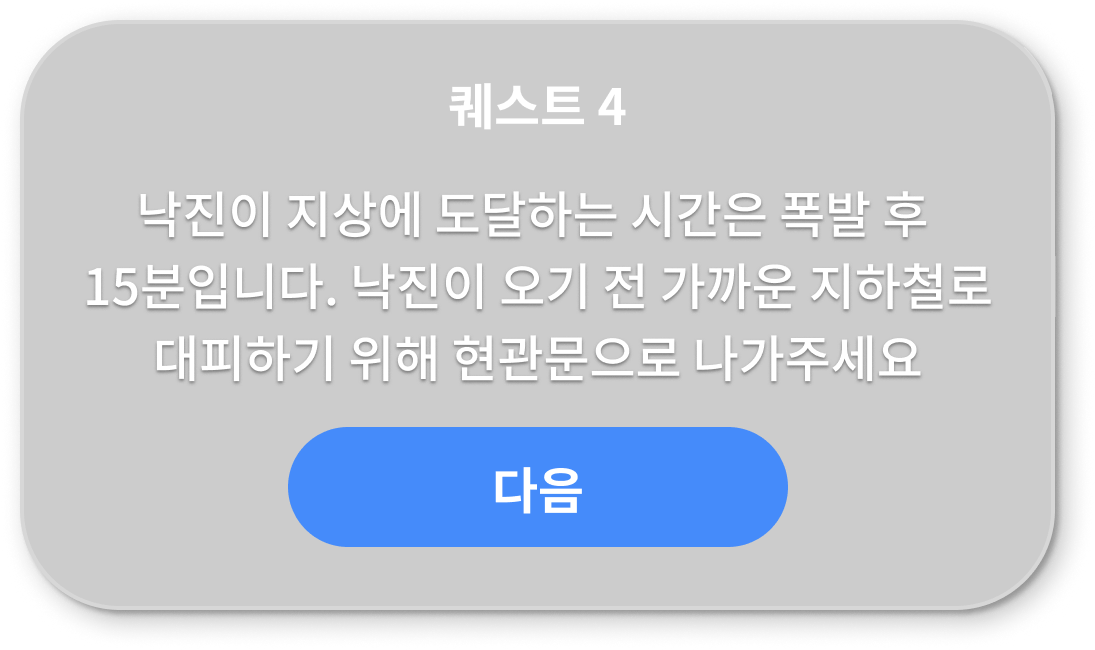 퀘스트 4
낙진이 지상에 도달하는 시간은 폭발 후
15분입니다. 낙진이 오기 전 가까운 지하철로
대피하기 위해 현관문으로 나가주세요
다음